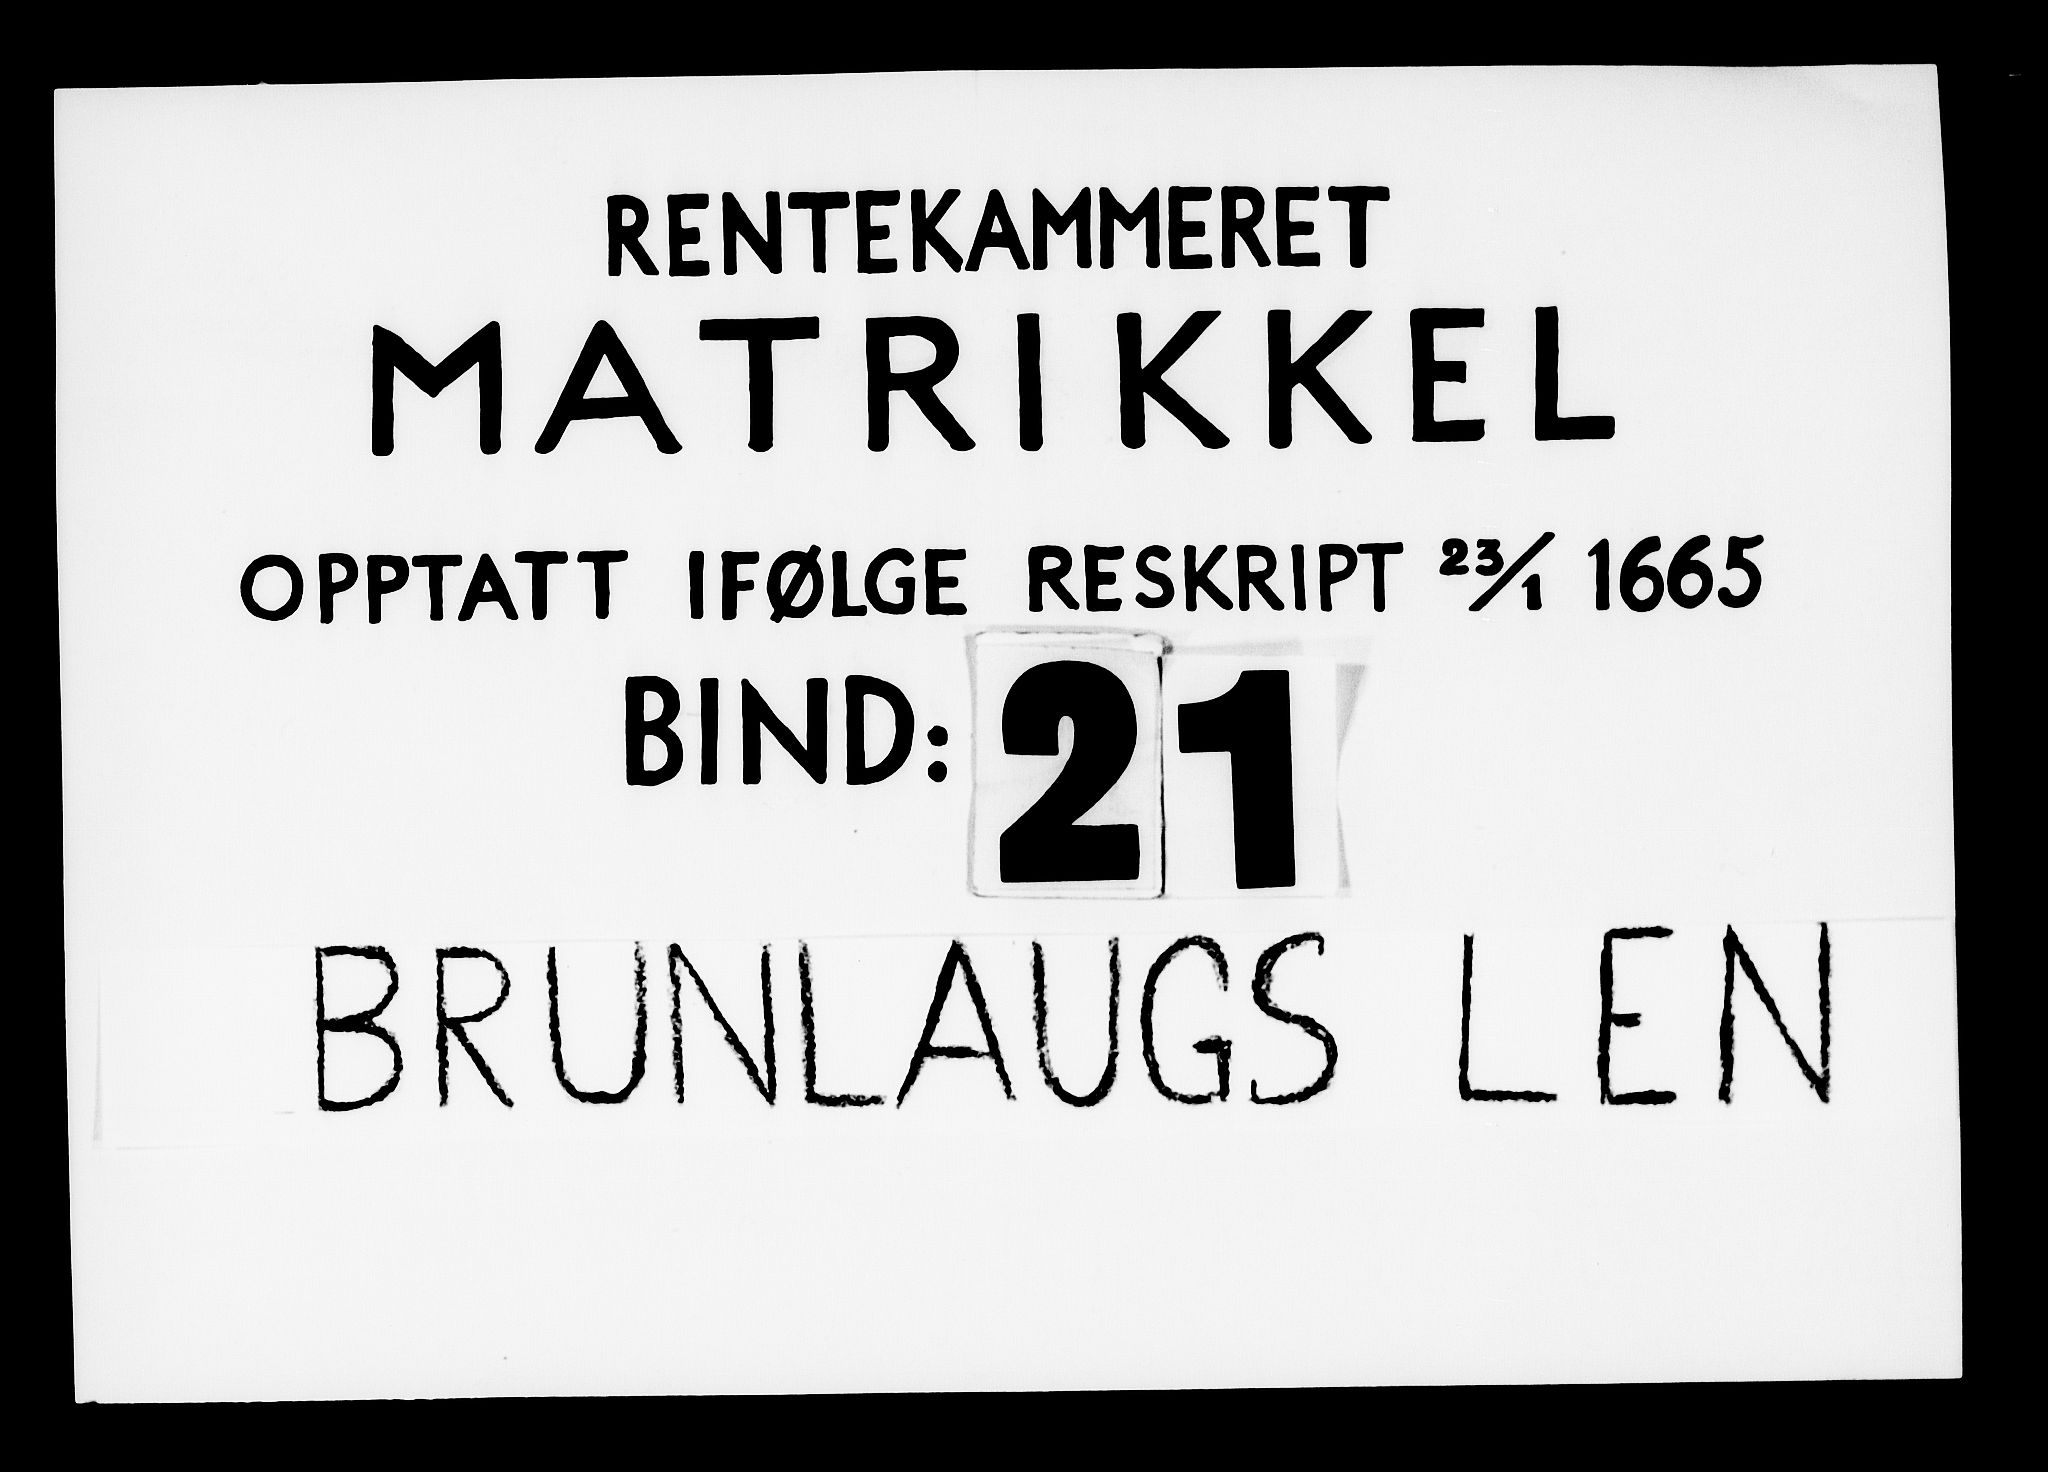 RENTEKAMMERET
MATRIKKEL
OPPTATT IFØLGE RESKRIPT 23/1 1665
BIND: 21
BRUNLAUGS LEN